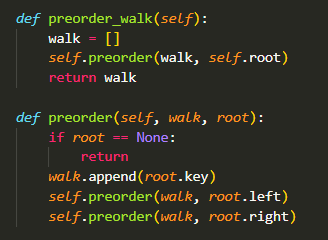 def preorder_walk(self):
    walk = []
    self.preorder(walk, self.root)
    return walk

def preorder(self, walk, root):
    if root == None:
        return
    walk.append(root.key)
    self.preorder(walk, root.left)
    self.preorder(walk, root.right)